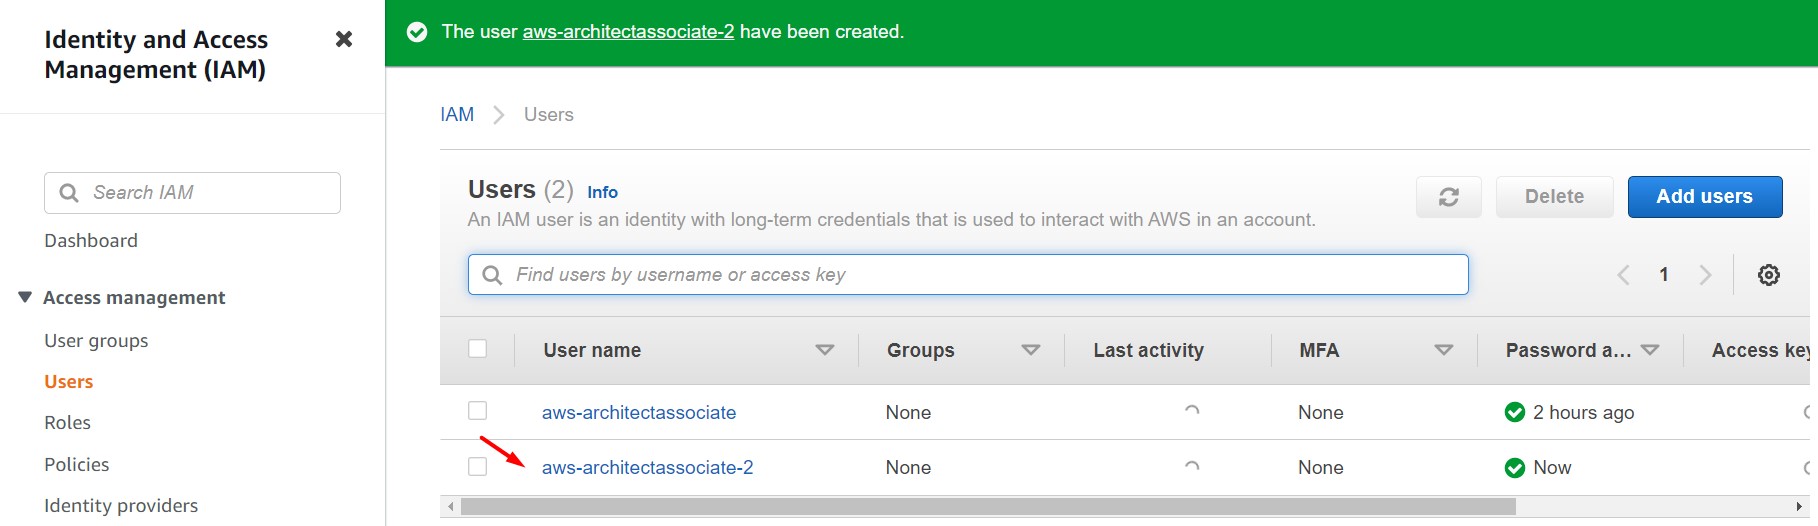 Identity and Access
Management (IAM)
Search IAM
Dashboard
Access management
User groups
Users
Roles
Policies
Identity providers
The user aws-architectassociate-2 have been created.
IAM > Users
Users (2) Info
An IAM user is an identity with long-term credentials that is used to interact with AWS in an account.
Delete
Add users
Find users by username or access key
1
User name Groups Last activity MFA Password a... Access key
aws-architectassociate None None 2 hours ago
aws-architectassociate-2 None None Now